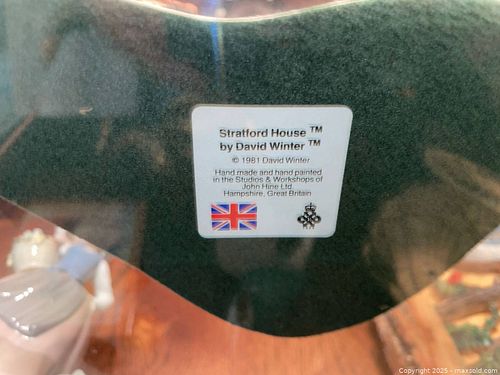 Stratford House ™
by David Winter ™
© 1981 David Winter
Hand made and hand painted
in the Studios & Workshops of
John Hine Ltd.
Hampshire, Great Britain
Copyright 2025 - maxsold.com